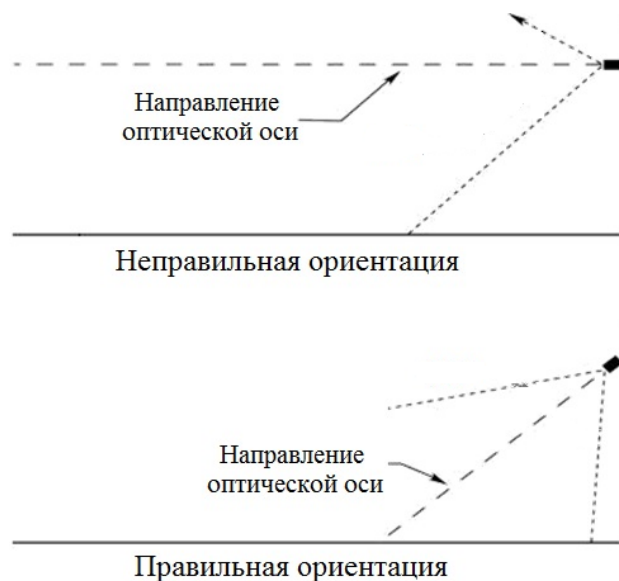 Направление
оптической оси
Неправильная ориентация
Направление
оптической оси
Правильная ориентация